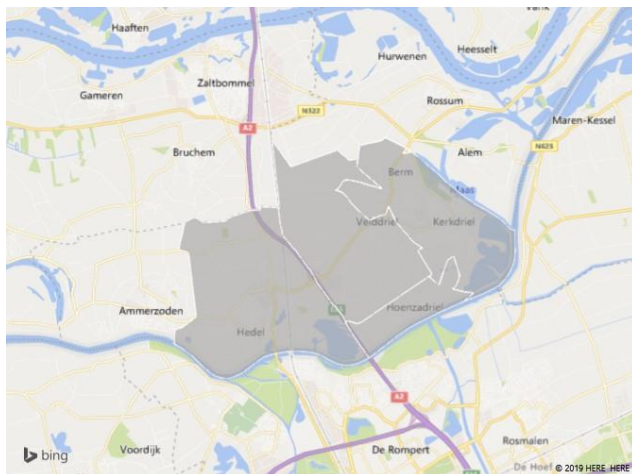 Haaften
Varik
Heesselt
Hurwenen
Zaltbommel
Gameren
Rossum
N322
Maren-Kessel
A2
N625
Bruchem
Alem
Berm
Maas
Velddriel
Kerkdriel
Ammerzoden
Hoenzadriel
Hedel
A2
Voordijk
De Rompert
Rosmalen
bing
De Hoef
© 2019 HERE HERE